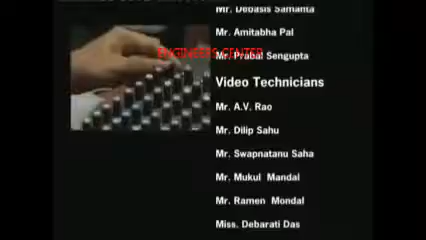 Mr. Debasis Samanta
Mr. Amitabha Pal
ENGINEERS CENTER
Mr. Prabal Sengupta
Video Technicians
Mr. A.V. Rao
Mr. Dilip Sahu
Mr. Swapnatanu Saha
Mr. Mukul Mandal
Mr. Ramen Mondal
Miss. Debarati Das